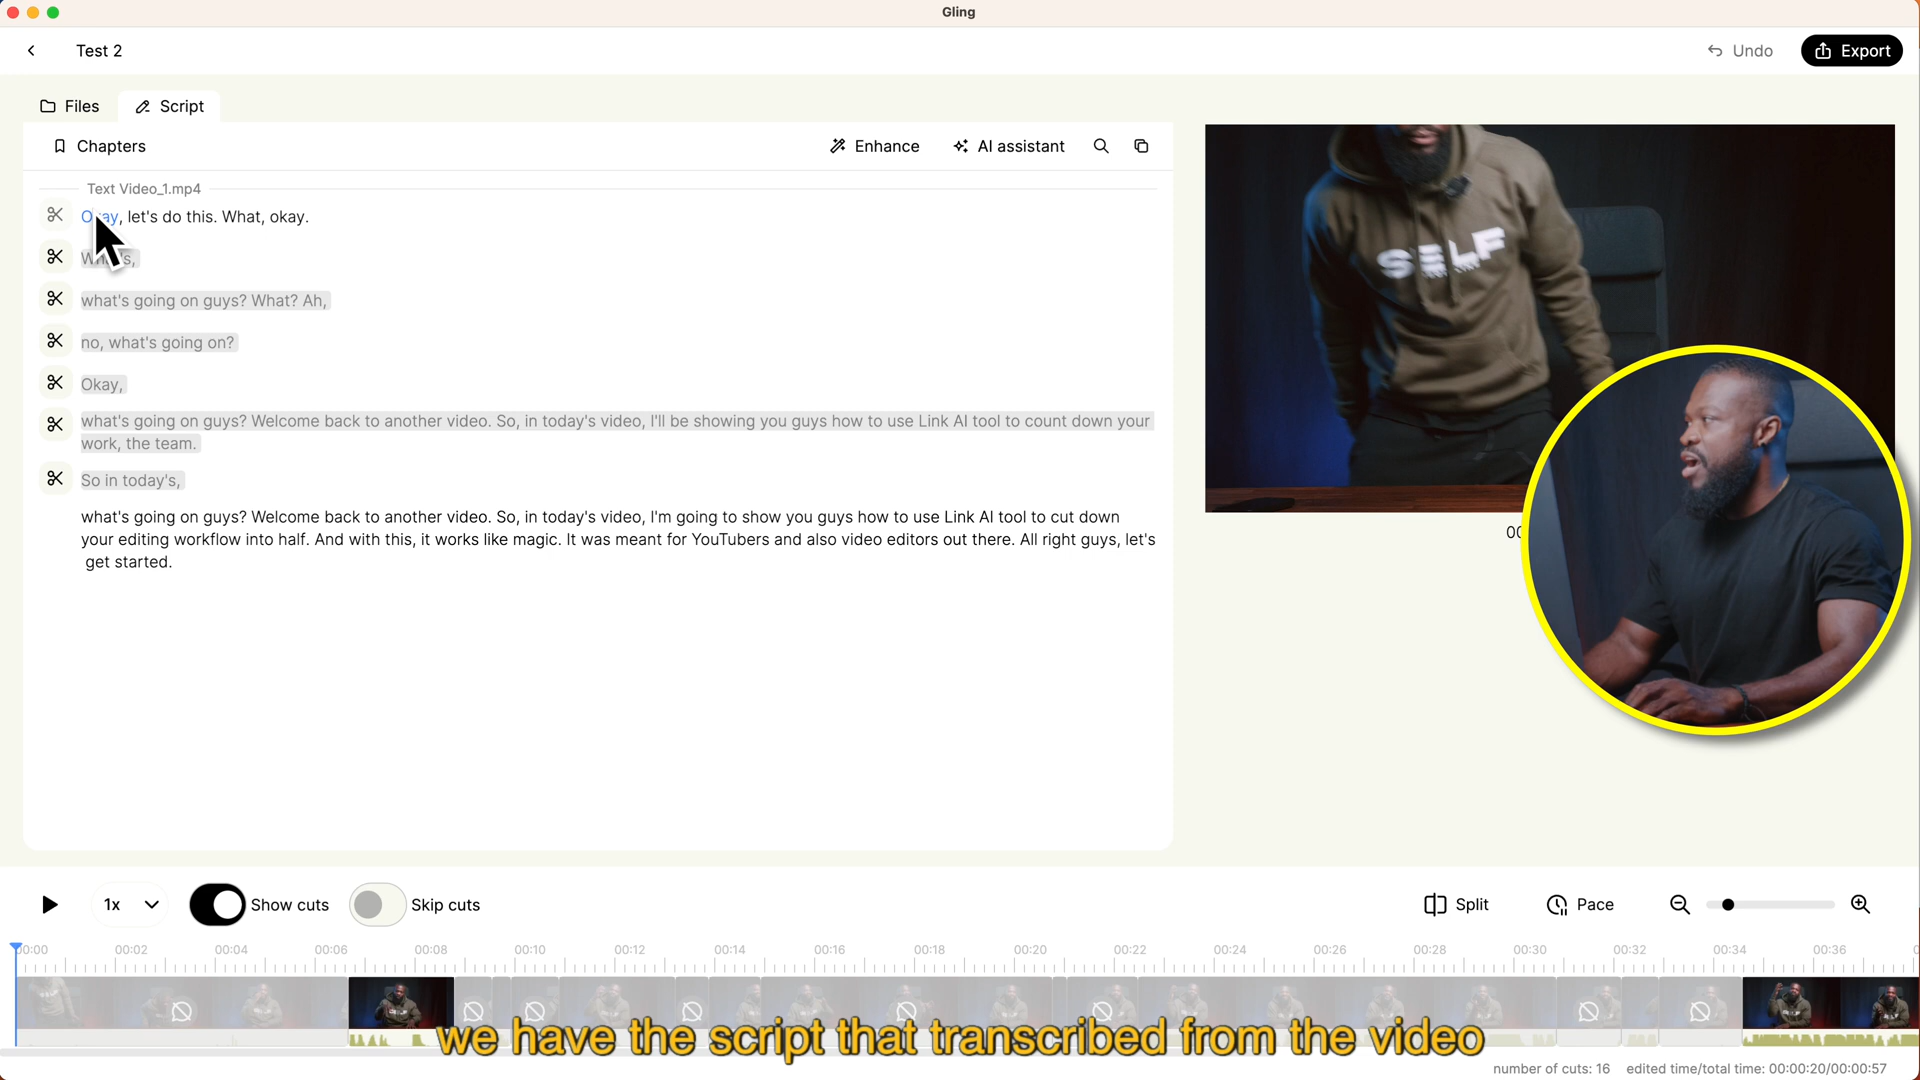 Gling
Test 2
Undo
Export
Files
Script
Chapters
Enhance
AI assistant
Text Video_1.mp4
Okay, let's do this. What, okay.
what's going on guys? What? Ah,
no, what's going on?
Okay,
what's going on guys? Welcome back to another video. So, in today's video, I'll be showing you guys how to use Link AI tool to count down your
work, the team.
So in today's,
what's going on guys? Welcome back to another video. So, in today's video, I'm going to show you guys how to use Link AI tool to cut down
your editing workflow into half. And with this, it works like magic. It was meant for YouTubers and also video editors out there. All right guys, let's
get started.
SELF
1x
Show cuts
Skip cuts
Split
Pace
00:00 00:02 00:04 00:06 00:08 00:10 00:12 00:14 00:16 00:18 00:20 00:22 00:24 00:26 00:28 00:30 00:32 00:34 00:36
we have the script that transcribed from the video
number of cuts: 16 edited time/total time: 00:00:20/00:00:57